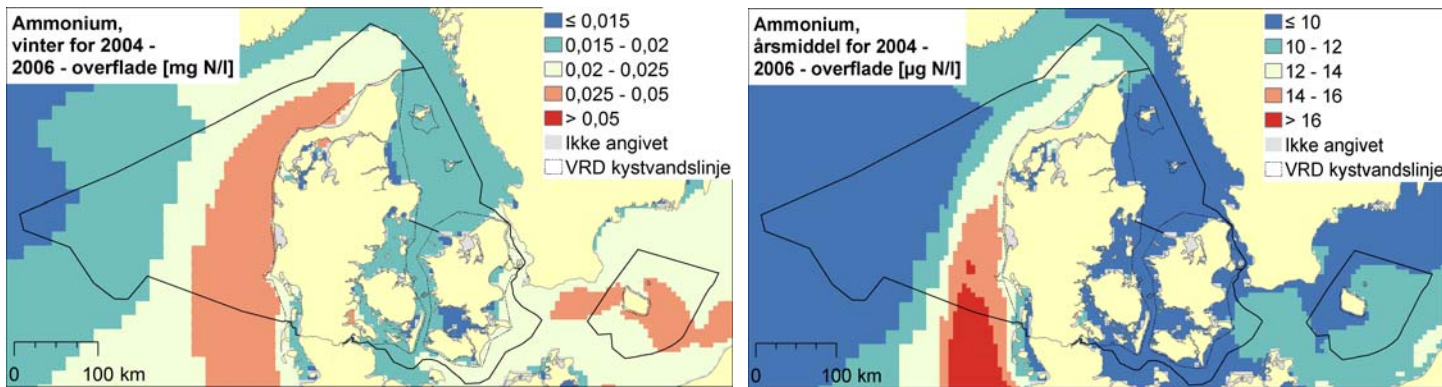 Ammonium,
vinter for 2004 -
2006 - overflade [mg N/l]
≤ 0,015
0,015 - 0,02
0,02 - 0,025
0,025 - 0,05
> 0,05
Ikke angivet
VRD kystvandslinje
0 100 km
Ammonium,
årsmiddel for 2004 -
2006 - overflade [µg N/l]
≤ 10
10 - 12
12 - 14
14 - 16
> 16
Ikke angivet
VRD kystvandslinje
0 100 km